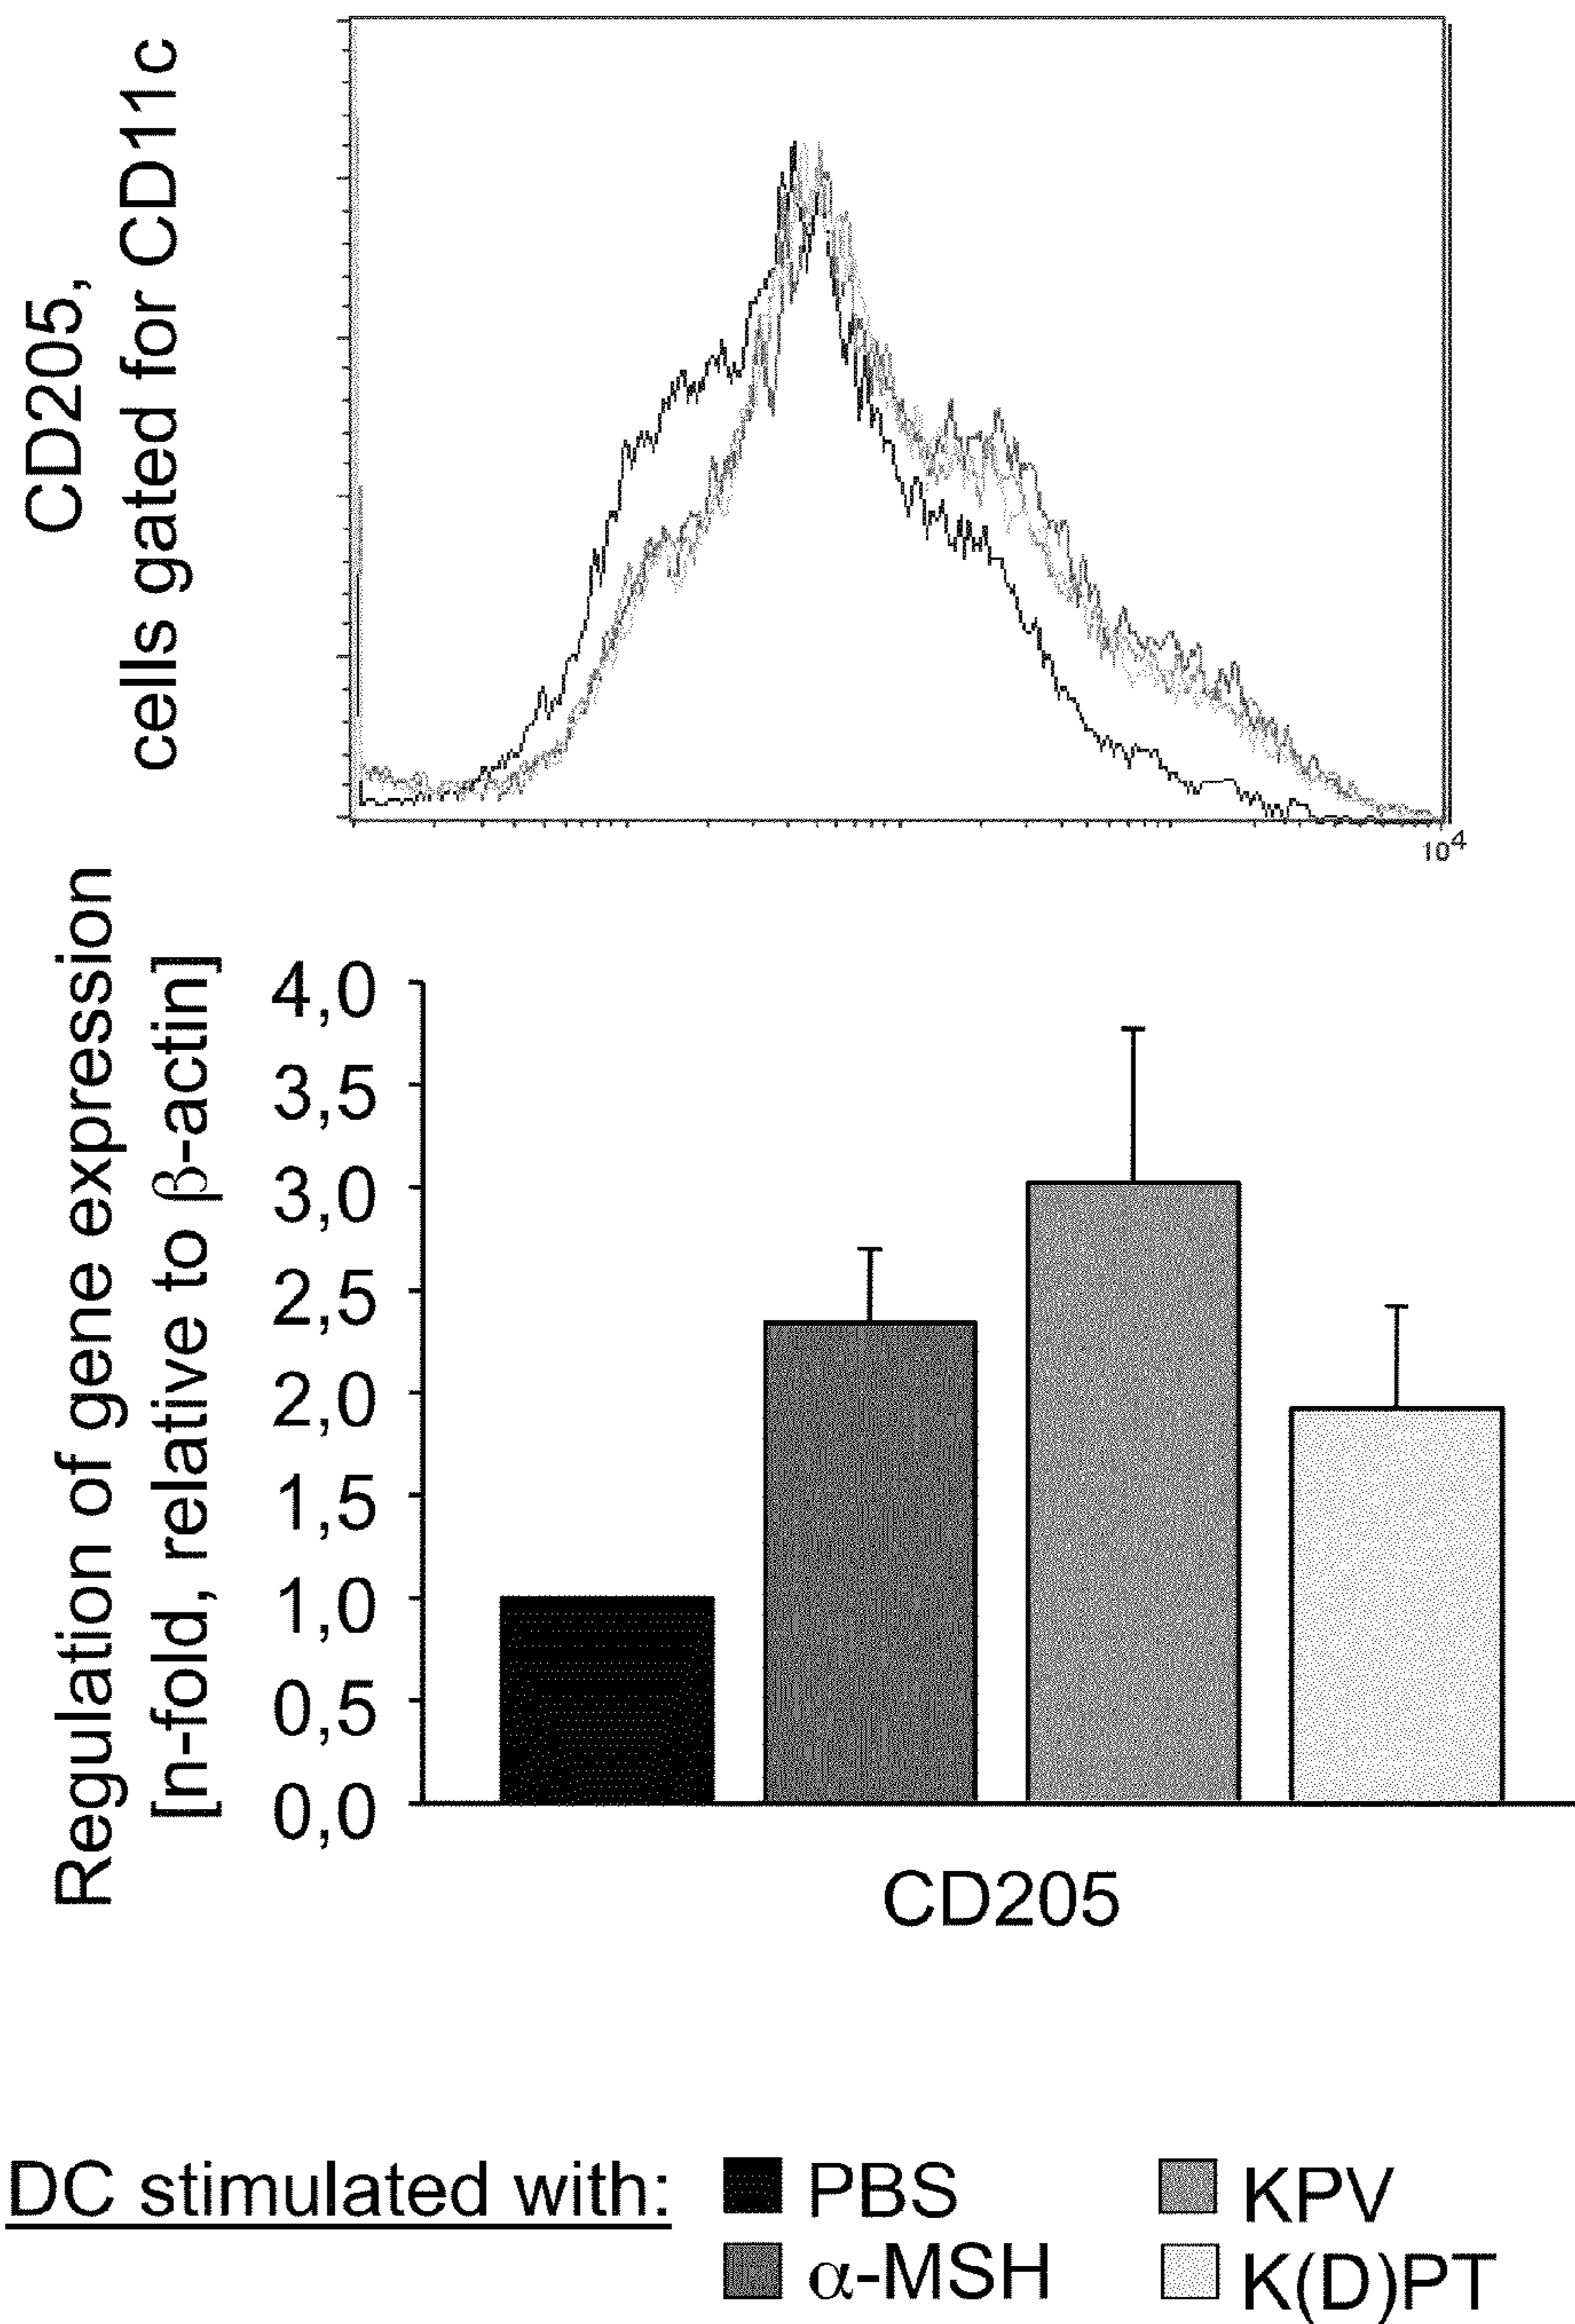 CD205,
cells gated for CD11c
10⁴
Regulation of gene expression
[n-fold, relative to β-actin]
4,0
3,5
3,0
2,5
2,0
1,5
1,0
0,5
0,0
CD205
DC stimulated with:
PBS
KPV
α-MSH
K(D)PT